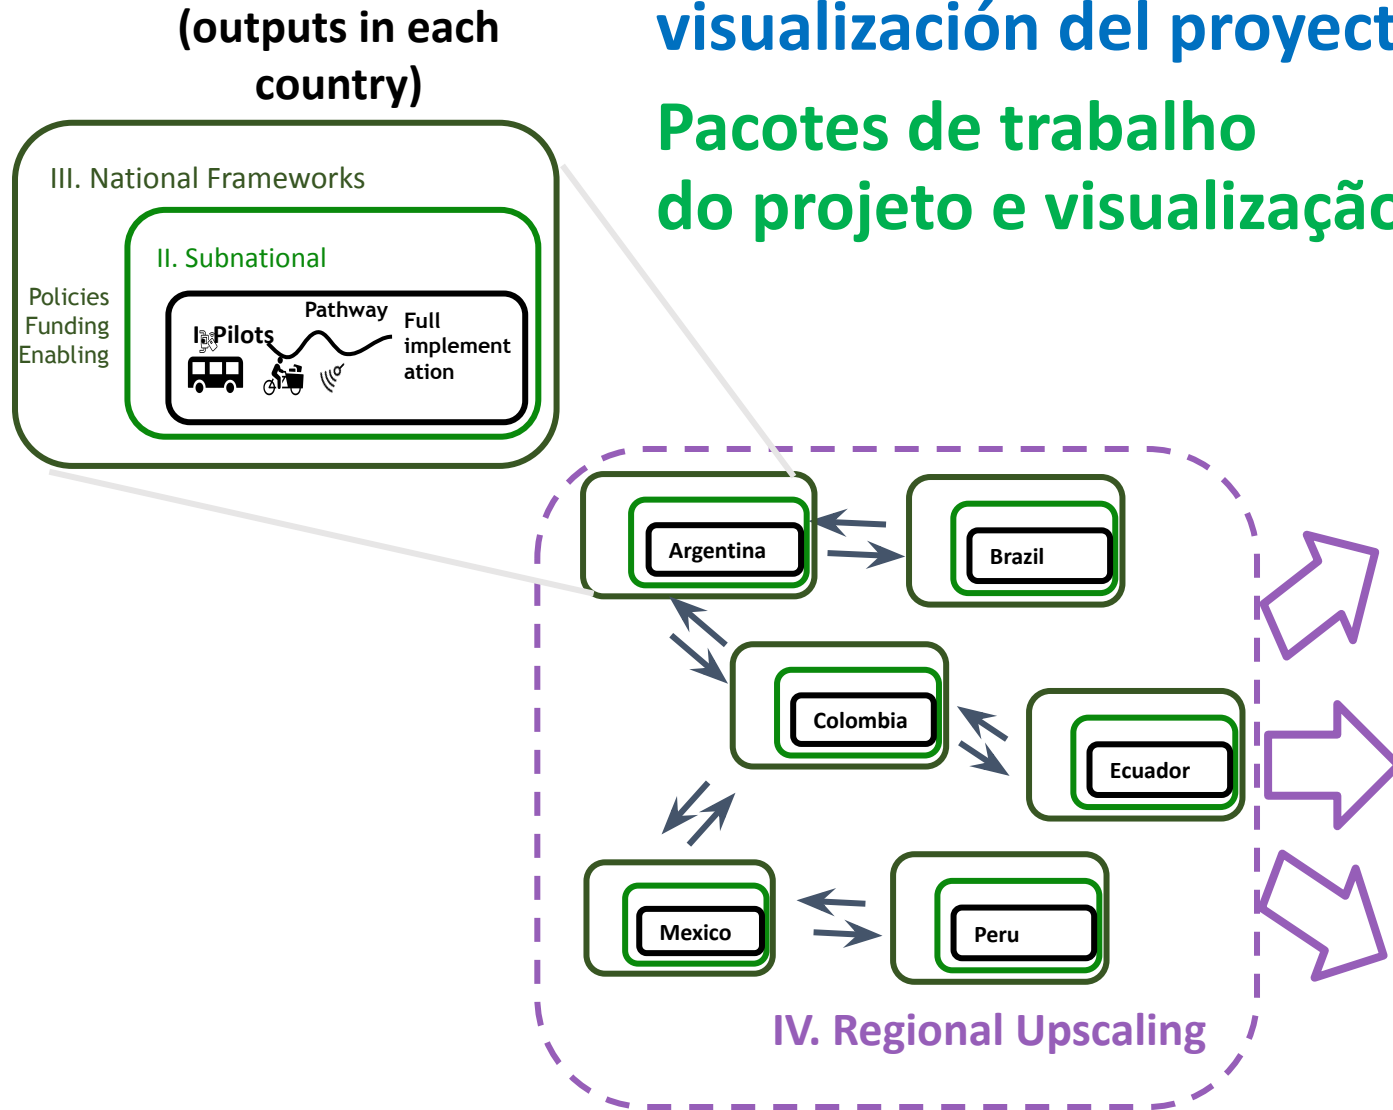 (outputs in each
country)
visualización del proyect
Pacotes de trabalho
do projeto e visualização
III. National Frameworks
II. Subnational
Policies
Funding
Enabling
I. Pilots
Pathway
Full
implement
ation
Argentina
Brazil
Colombia
Ecuador
Mexico
Peru
IV. Regional Upscaling